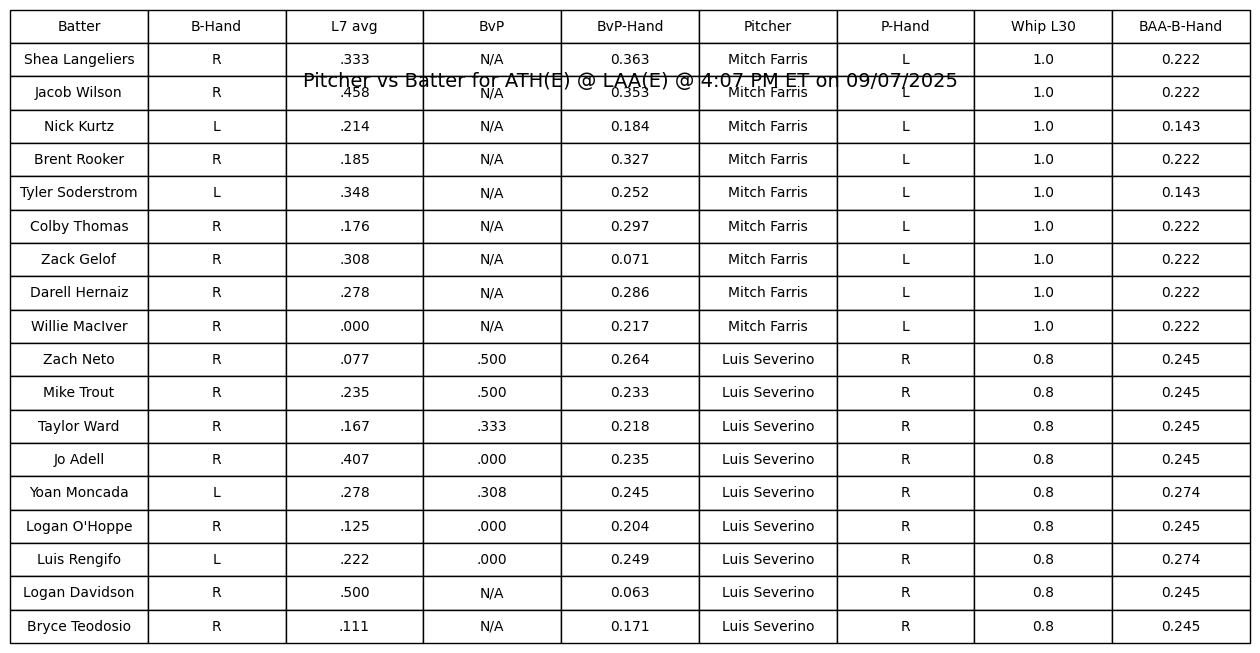 Batter B-Hand L7 avg BvP BvP-Hand Pitcher P-Hand Whip L30 BAA-B-Hand
Shea Langeliers R .333 N/A 0.363 Mitch Farris L 1.0 0.222
Pitcher vs Batter for ATH(E) @ LAA(E) @ 4:07 PM ET on 09/07/2025
Jacob Wilson R .458 N/A 0.353 Mitch Farris L 1.0 0.222
Nick Kurtz L .214 N/A 0.184 Mitch Farris L 1.0 0.143
Brent Rooker R .185 N/A 0.327 Mitch Farris L 1.0 0.222
Tyler Soderstrom L .348 N/A 0.252 Mitch Farris L 1.0 0.143
Colby Thomas R .176 N/A 0.297 Mitch Farris L 1.0 0.222
Zack Gelof R .308 N/A 0.071 Mitch Farris L 1.0 0.222
Darell Hernaiz R .278 N/A 0.286 Mitch Farris L 1.0 0.222
Willie MacIver R .000 N/A 0.217 Mitch Farris L 1.0 0.222
Zach Neto R .077 .500 0.264 Luis Severino R 0.8 0.245
Mike Trout R .235 .500 0.233 Luis Severino R 0.8 0.245
Taylor Ward R .167 .333 0.218 Luis Severino R 0.8 0.245
Jo Adell R .407 .000 0.235 Luis Severino R 0.8 0.245
Yoan Moncada L .278 .308 0.245 Luis Severino R 0.8 0.274
Logan O'Hoppe R .125 .000 0.204 Luis Severino R 0.8 0.245
Luis Rengifo L .222 .000 0.249 Luis Severino R 0.8 0.274
Logan Davidson R .500 N/A 0.063 Luis Severino R 0.8 0.245
Bryce Teodosio R .111 N/A 0.171 Luis Severino R 0.8 0.245